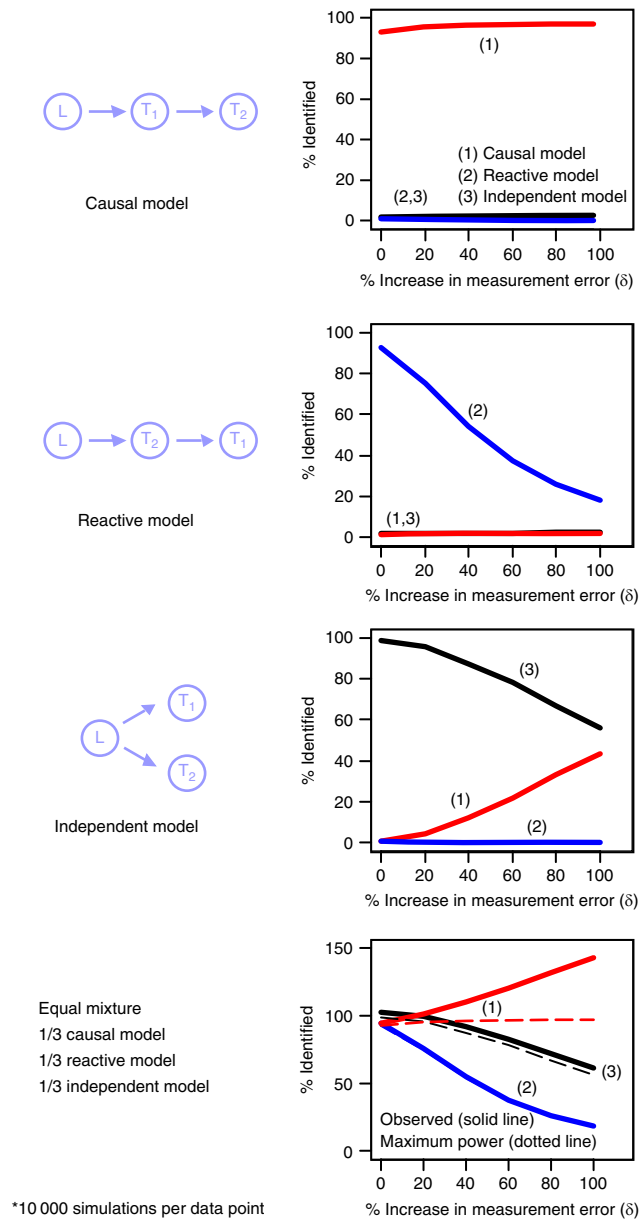 L
T1
T2
Causal model
% Identified
100
80
60
40
20
0
(1)
(1) Causal model
(2) Reactive model
(2,3)
(3) Independent model
0 20 40 60 80 100
% Increase in measurement error (δ)
L
T2
T1
Reactive model
% Identified
100
80
60
40
20
0
(2)
(1,3)
0 20 40 60 80 100
% Increase in measurement error (δ)
L
T1
T2
Independent model
% Identified
100
80
60
40
20
0
(3)
(1)
(2)
0 20 40 60 80 100
% Increase in measurement error (δ)
Equal mixture
1/3 causal model
1/3 reactive model
1/3 independent model
% Identified
150
100
50
0
(1)
(3)
(2)
Observed (solid line)
Maximum power (dotted line)
0 20 40 60 80 100
% Increase in measurement error (δ)
*10 000 simulations per data point